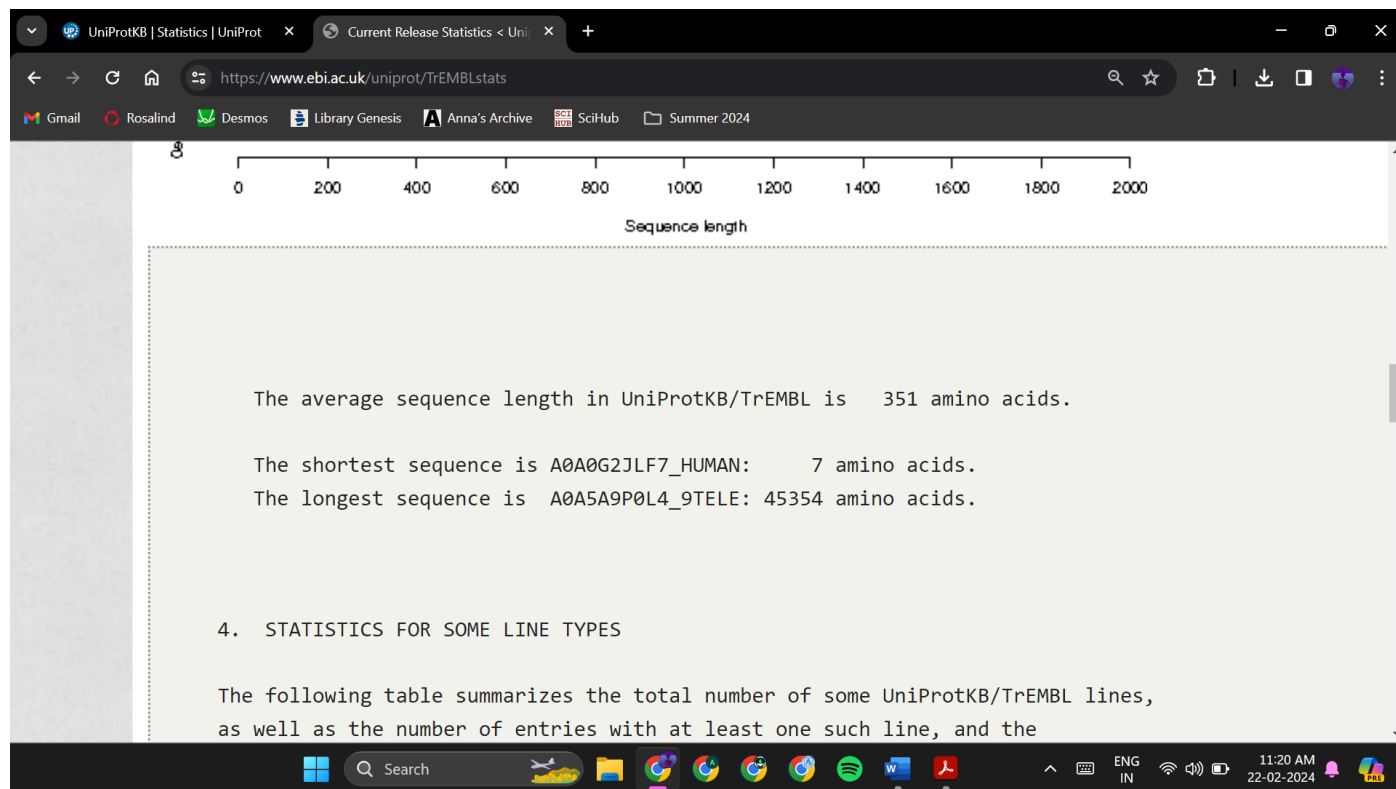 UniProtKB | Statistics | UniProt
Current Release Statistics < Uni
https://www.ebi.ac.uk/uniprot/TrEMBLstats
Gmail Rosalind Desmos Library Genesis Anna's Archive SCI HUB SciHub Summer 2024
0 200 400 600 800 1000 1200 1400 1600 1800 2000
Sequence length
The average sequence length in UniProtKB/TrEMBL is 351 amino acids.
The shortest sequence is A0A0G2JLF7_HUMAN: 7 amino acids.
The longest sequence is A0A5A9P0L4_9TELE: 45354 amino acids.
4. STATISTICS FOR SOME LINE TYPES
The following table summarizes the total number of some UniProtKB/TrEMBL lines,
as well as the number of entries with at least one such line, and the
Search
ENG
IN
11:20 AM
22-02-2024
PRE